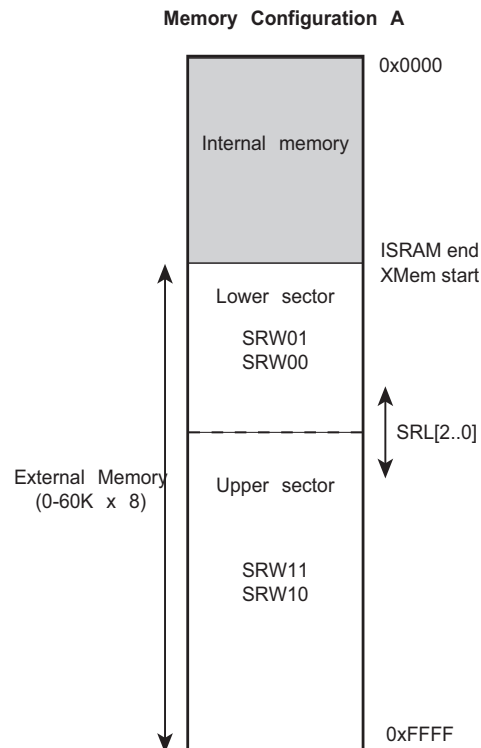 Memory Configuration A
0x0000
Internal memory
ISRAM end
XMem start
Lower sector
SRW01
SRW00
SRL[2..0]
External Memory
(0-60K x 8)
Upper sector
SRW11
SRW10
0xFFFF